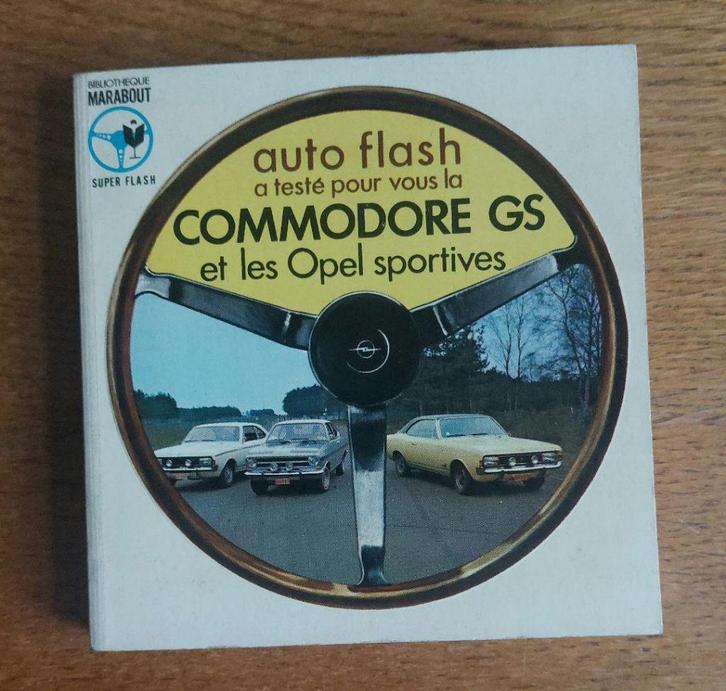 BIBLIOTHEQUE
MARABOUT
SUPER FLASH
auto flash
a testé pour vous la
COMMODORE GS
et les Opel sportives